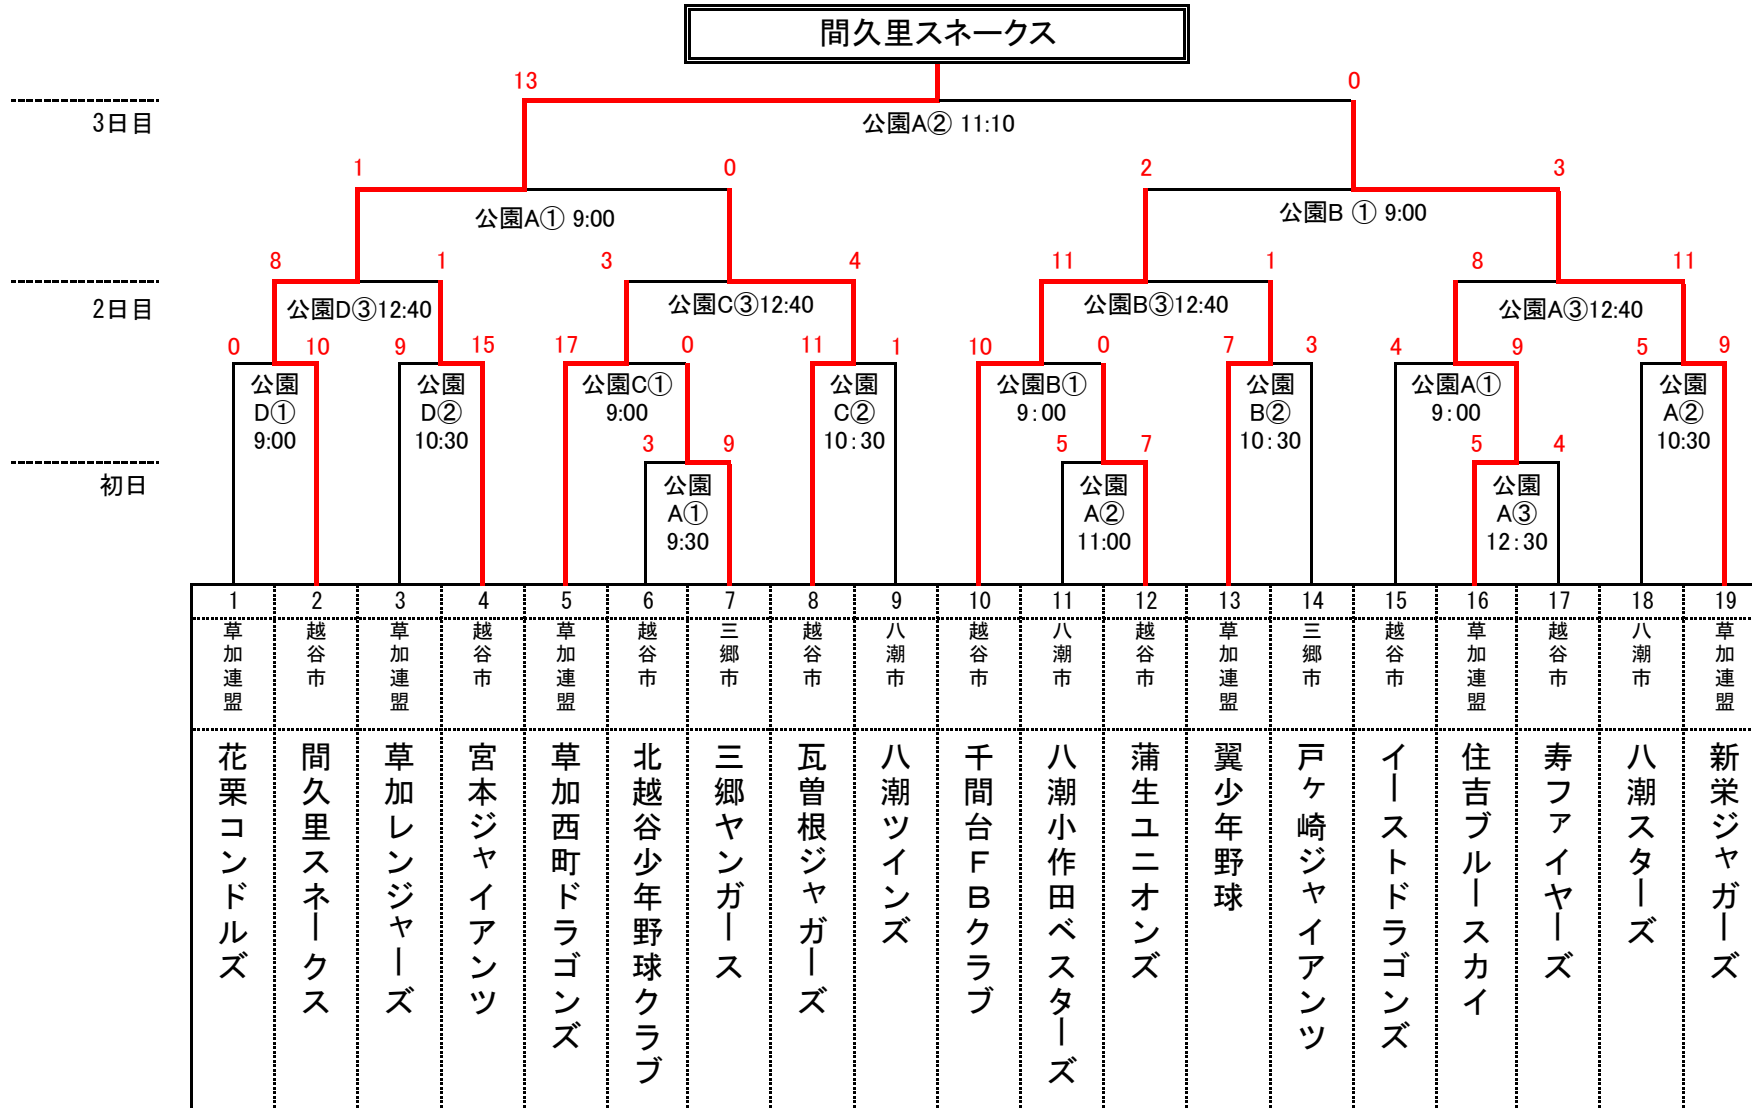 間久里スネークス
13
0
3日目
公園A② 11:10
1
0
2
3
公園A① 9:00
公園B ① 9:00
8
1
3
4
11
1
8
11
2日目
公園D③12:40
公園C③12:40
公園B③12:40
公園A③12:40
0
10
9
15
17
0
11
1
10
0
7
3
4
9
5
9
公園
D①
9:00
公園
D②
10:30
公園C①
9:00
公園
C②
10:30
公園B①
9:00
公園
B②
10:30
公園A①
9:00
公園
A②
10:30
3
9
5
7
5
4
初日
公園
A①
9:30
公園
A②
11:00
公園
A③
12:30
1
2
3
4
5
6
7
8
9
10
11
12
13
14
15
16
17
18
19
草加連盟
越谷市
草加連盟
越谷市
草加連盟
越谷市
三郷市
越谷市
八潮市
越谷市
八潮市
越谷市
草加連盟
三郷市
越谷市
草加連盟
越谷市
八潮市
草加連盟
花栗コンドルズ
間久里スネークス
草加レンジャーズ
宮本ジャイアンツ
草加西町ドラゴンズ
北越谷少年野球クラブ
三郷ヤンガース
瓦曽根ジャガーズ
八潮ツインズ
千間台FBクラブ
八潮小作田ベスターズ
蒲生ユニオンズ
翼少年野球
戸ヶ崎ジャイアンツ
イーストドラゴンズ
住吉ブルースカイ
寿ファイヤーズ
八潮スターズ
新栄ジャガーズ